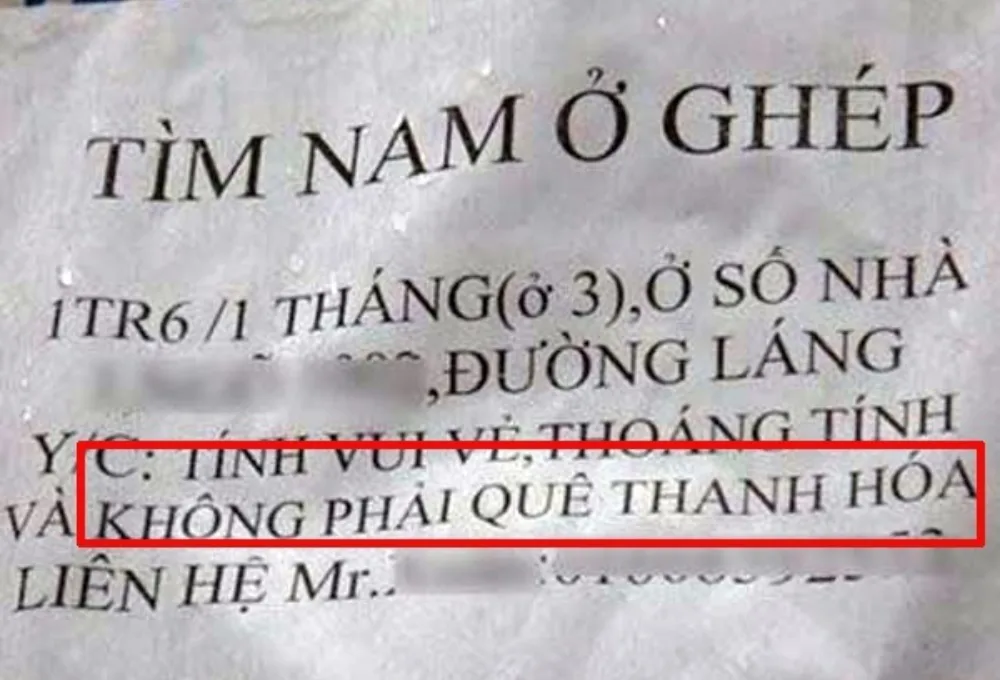 TÌM NAM Ở GHÉP
1TR6 /1 THÁNG(ở 3),Ở SỐ NHÀ
,ĐƯỜNG LÁNG
Y/C: TÍNH VUI VẺ,THOÁNG TÍNH
VÀ KHÔNG PHẢI QUÊ THANH HÓA
LIÊN HỆ Mr..